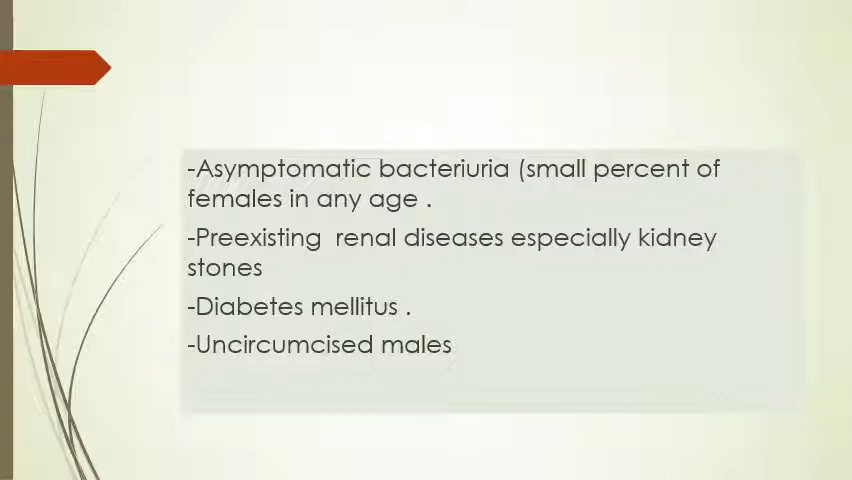 -Asymptomatic bacteriuria (small percent of
females in any age .
-Preexisting  renal diseases especially kidney
stones
-Diabetes mellitus .
-Uncircumcised males